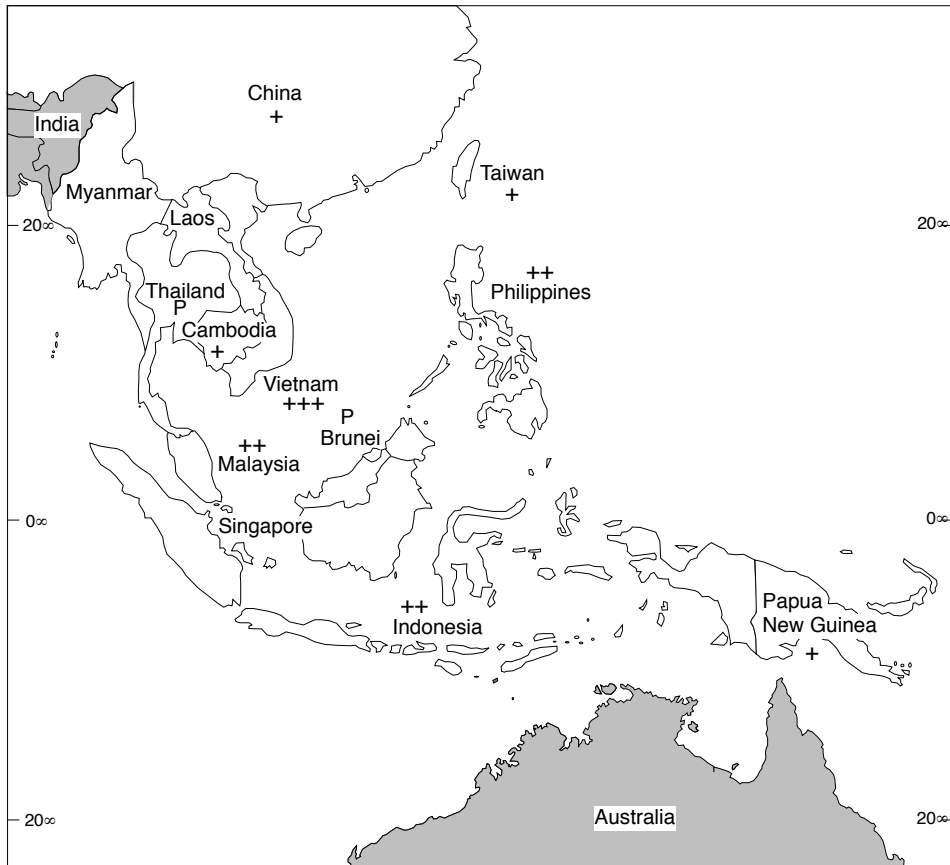 China
+
India
Taiwan
+
Myanmar
Laos
20∞
20∞
++
Philippines
Thailand
P
Cambodia
+
Vietnam
+++
P
Brunei
++
Malaysia
0∞
0∞
Singapore
++
Indonesia
Papua
New Guinea
+
Australia
20∞
20∞